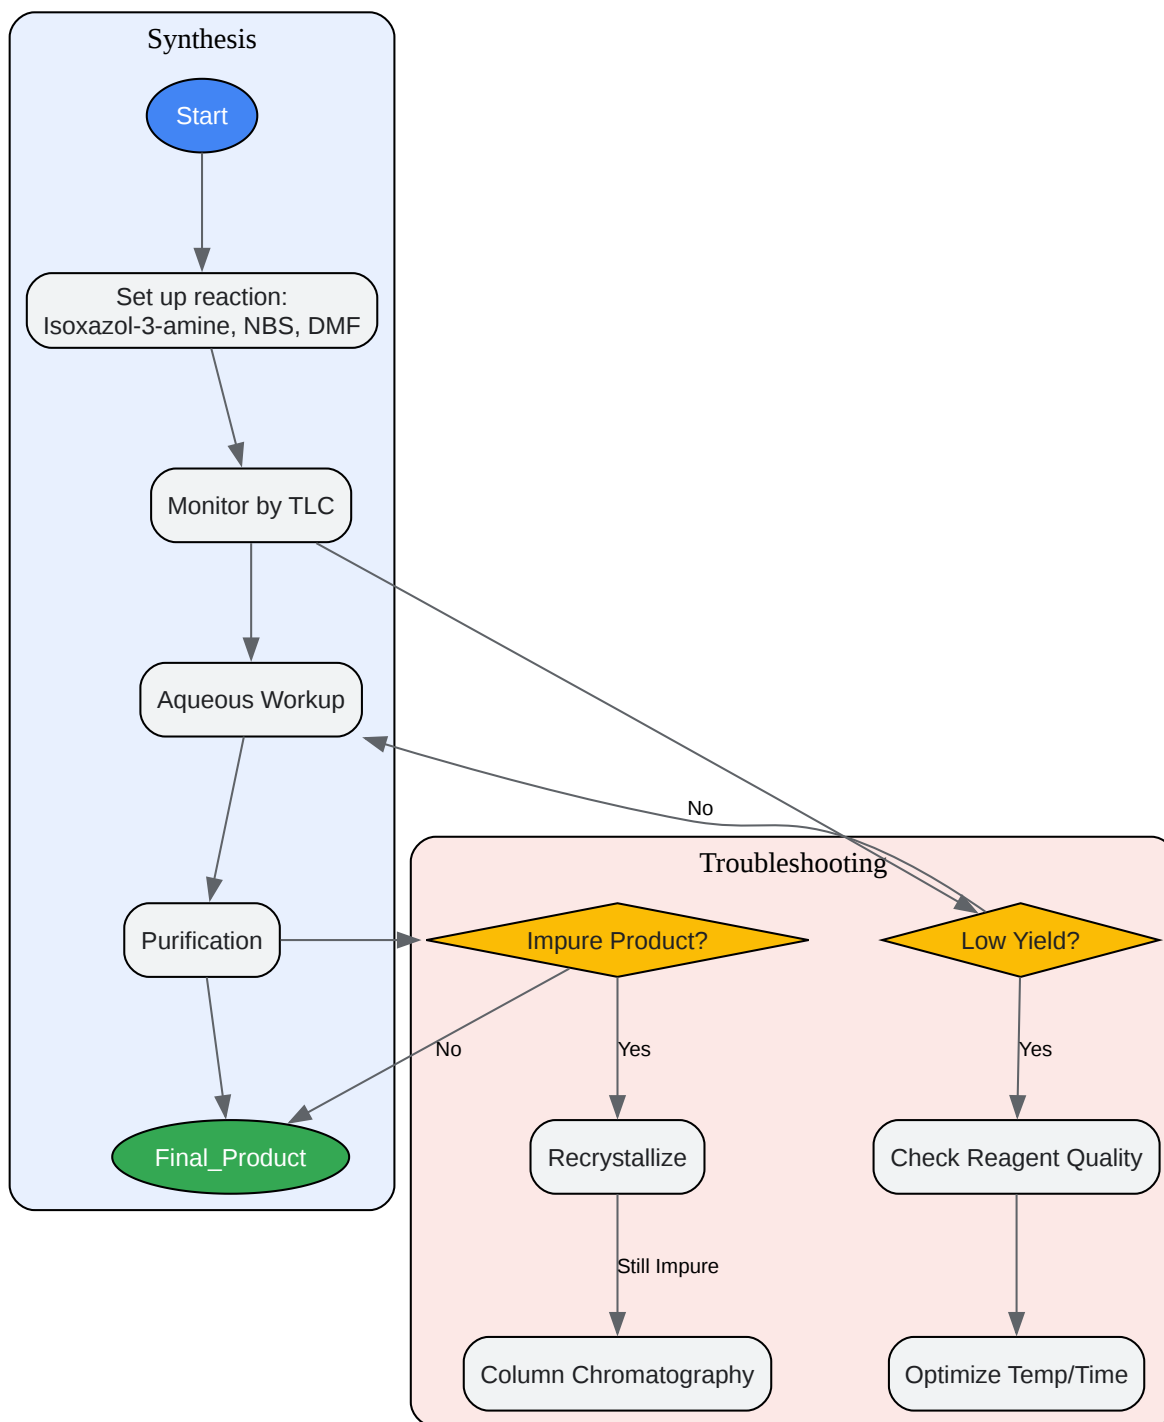 Synthesis
Start
Set up reaction:
Isoxazol-3-amine, NBS, DMF
Monitor by TLC
Aqueous Workup
No
Troubleshooting
Purification
Impure Product?
Low Yield?
No
Yes
Yes
Final_Product
Recrystallize
Check Reagent Quality
Still Impure
Column Chromatography
Optimize Temp/Time